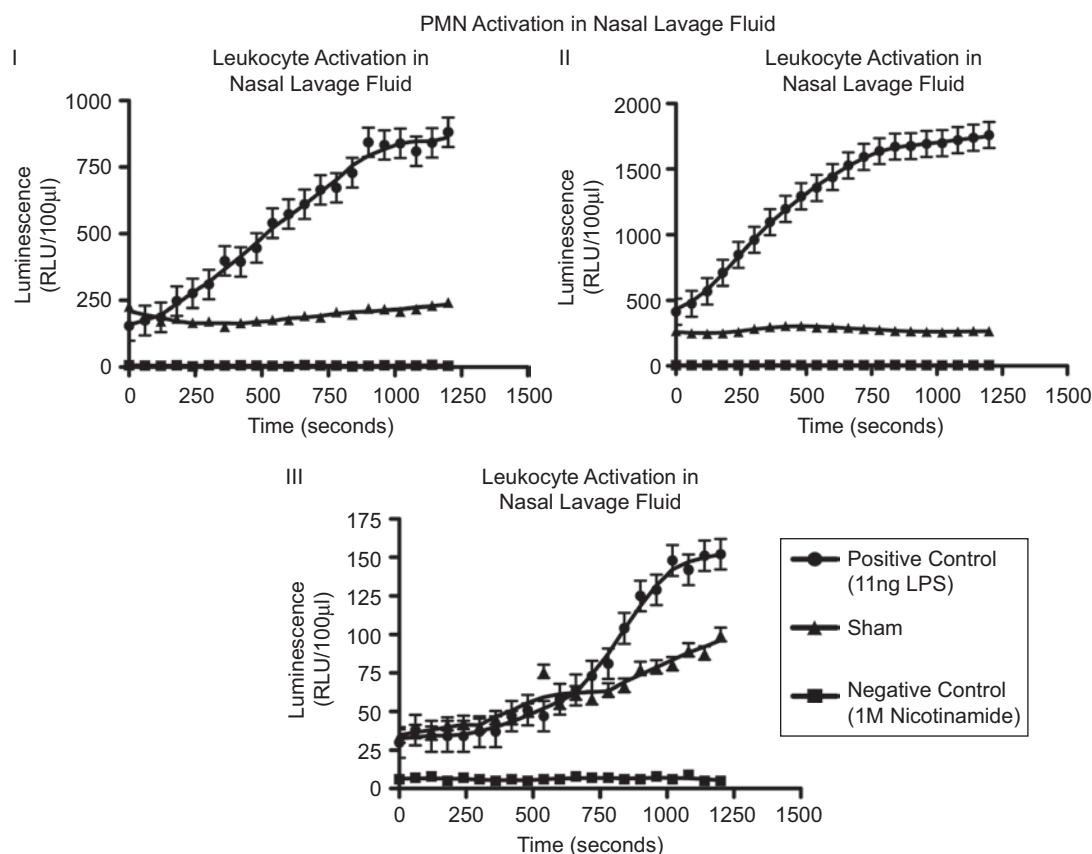 PMN Activation in Nasal Lavage Fluid
I
Leukocyte Activation in
Nasal Lavage Fluid
1000
750
500
250
0
Luminescence
(RLU/100µl)
0 250 500 750 1000 1250 1500
Time (seconds)
II
Leukocyte Activation in
Nasal Lavage Fluid
2000
1500
1000
500
0
Luminescence
(RLU/100µl)
0 250 500 750 1000 1250 1500
Time (seconds)
III
Leukocyte Activation in
Nasal Lavage Fluid
175
150
125
100
75
50
25
0
Luminescence
(RLU/100µl)
0 250 500 750 1000 1250 1500
Time (seconds)
Positive Control
(11ng LPS)
Sham
Negative Control
(1M Nicotinamide)